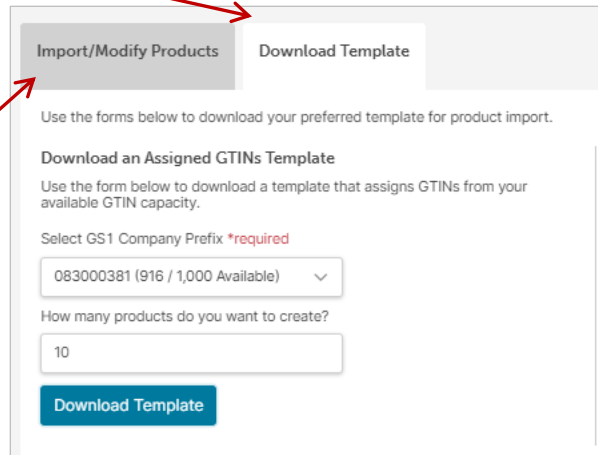 Import/Modify Products
Download Template
Use the forms below to download your preferred template for product import.
Download an Assigned GTINs Template
Use the form below to download a template that assigns GTINs from your
available GTIN capacity.
Select GS1 Company Prefix *required
083000381 (916 / 1,000 Available)
How many products do you want to create?
10
Download Template